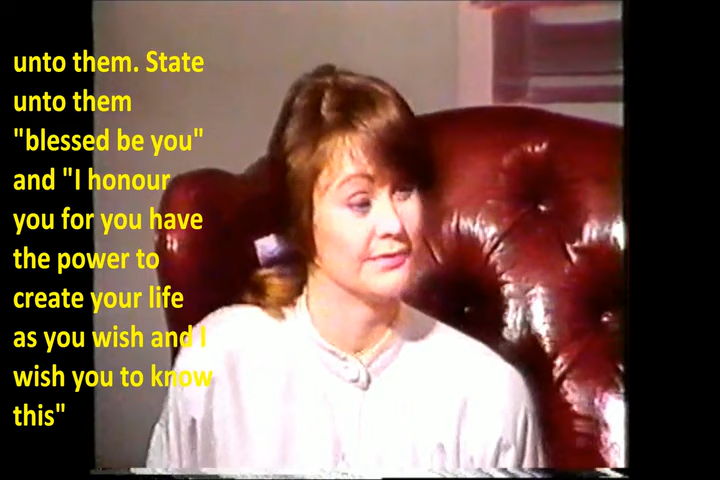 unto them. State
unto them
"blessed be you"
and "I honour
you for you have
the power to
create your life
as you wish and I
wish you to know
this"